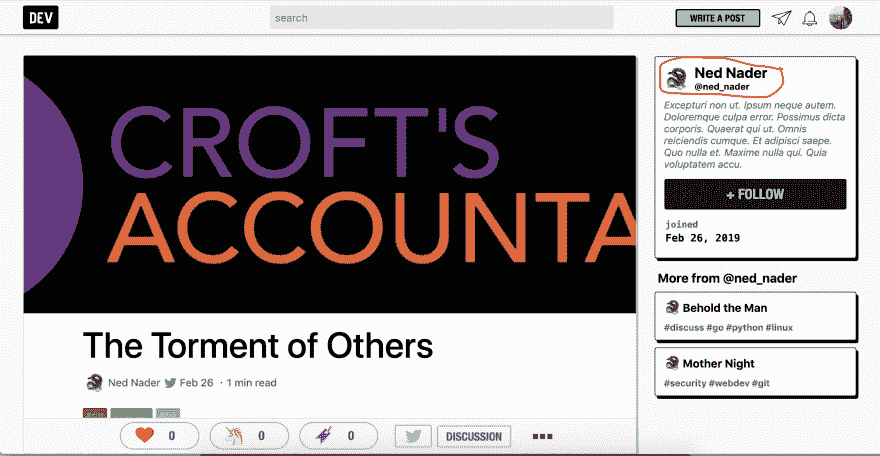 DEV
search
WRITE A POST
CROFT'S
ACCOUNTA
The Torment of Others
Ned Nader Feb 26 · 1 min read
0
0
0
DISCUSSION
Ned Nader
@ned_nader
Excepturi non ut. Ipsum neque autem.
Doloremque culpa error. Possimus dicta
corporis. Quaerat qui ut. Omnis
reiciendis cumque. Et adipisci saepe.
Quo nulla et. Maxime nulla qui. Quia
voluptatem accu.
+ FOLLOW
joined
Feb 26, 2019
More from @ned_nader
Behold the Man
#discuss #go #python #linux
Mother Night
#security #webdev #git